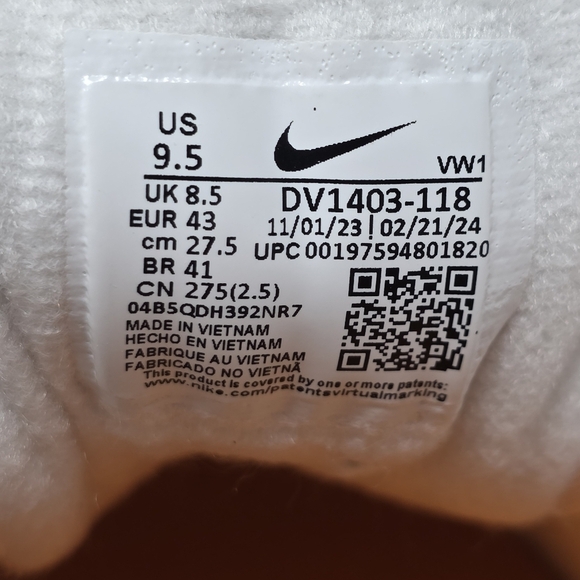 US
9.5
VW1
UK 8.5
DV1403-118
EUR 43
11/01/23 | 02/21/24
cm 27.5
UPC 00197594801820
BR 41
CN 275(2.5)
04B5QDH392NR7
MADE IN VIETNAM
HECHO EN VIETNAM
FABRIQUE AU VIETNAM
FABRICADO NO VIETNÃ
This product is covered by one or more patents:
www.nike.com/patentsvirtualmarking